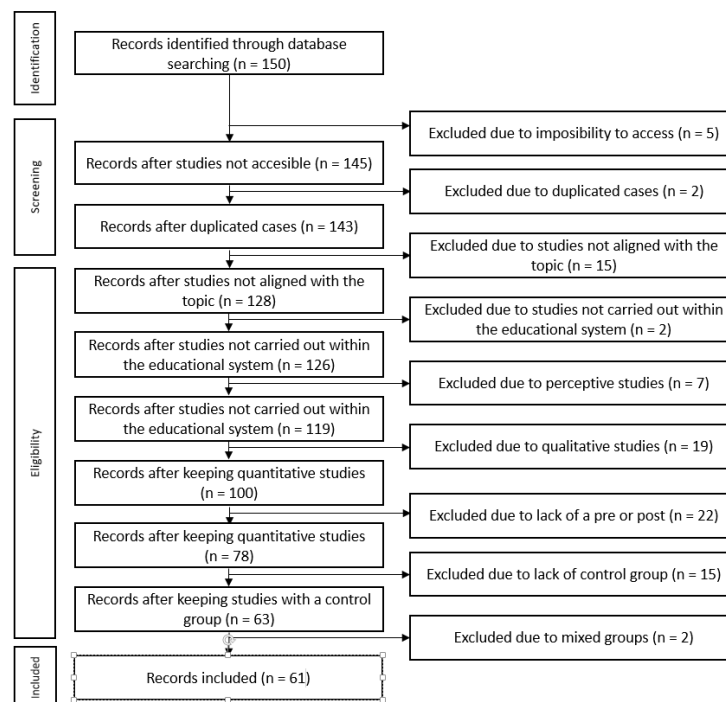 Identification
Records identified through database
searching (n = 150)
Excluded due to imposibility to access (n = 5)
Screening
Records after studies not accesible (n = 145)
Excluded due to duplicated cases (n = 2)
Records after duplicated cases (n = 143)
Excluded due to studies not aligned with the
topic (n = 15)
Eligibility
Records after studies not aligned with the
topic (n = 128)
Excluded due to studies not carried out within
the educational system (n = 2)
Records after studies not carried out within
the educational system (n = 126)
Excluded due to perceptive studies (n = 7)
Records after studies not carried out within
the educational system (n = 119)
Excluded due to qualitative studies (n = 19)
Records after keeping quantitative studies
(n = 100)
Excluded due to lack of a pre or post (n = 22)
Records after keeping quantitative studies
(n = 78)
Excluded due to lack of control group (n = 15)
Records after keeping studies with a control
group (n = 63)
Excluded due to mixed groups (n = 2)
Included
Records included (n = 61)